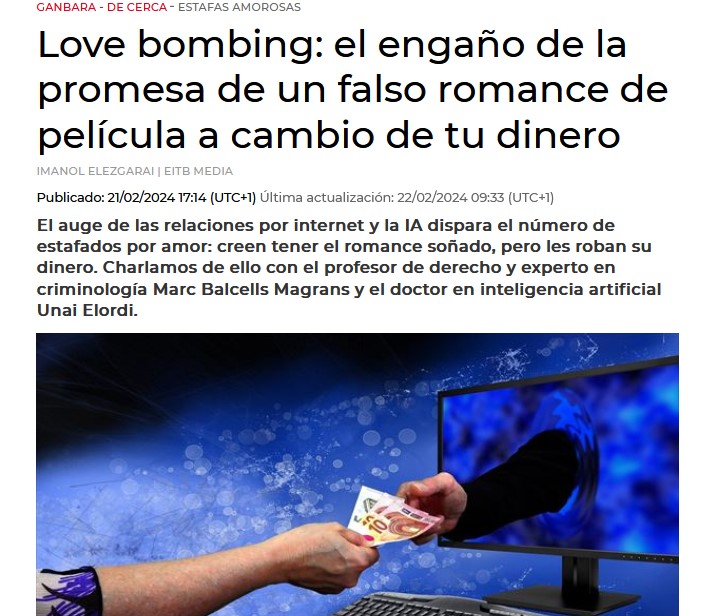 GANBARA - DE CERCA - ESTAFAS AMOROSAS
Love bombing: el engaño de la
promesa de un falso romance de
película a cambio de tu dinero
IMANOL ELEZGARAI | EITB MEDIA
Publicado: 21/02/2024 17:14 (UTC+1) Última actualización: 22/02/2024 09:33 (UTC+1)
El auge de las relaciones por internet y la IA dispara el número de
estafados por amor: creen tener el romance soñado, pero les roban su
dinero. Charlamos de ello con el profesor de derecho y experto en
criminología Marc Balcells Magrans y el doctor en inteligencia artificial
Unai Elordi.
10